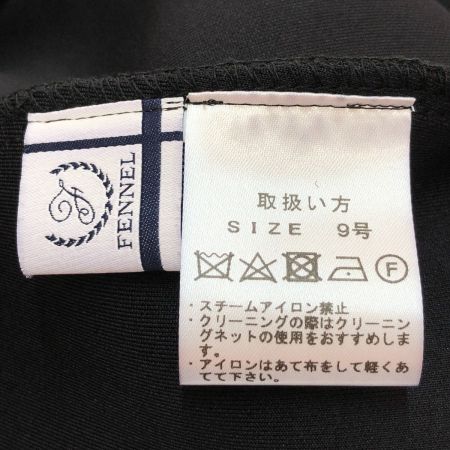 FENNEL
取扱い方
SIZE 9号
F
・スチームアイロン禁止
・クリーニングの際はクリーニン
グネットの使用をおすすめしま
す。
・アイロンはあて布をして軽くあ
てて下さい。